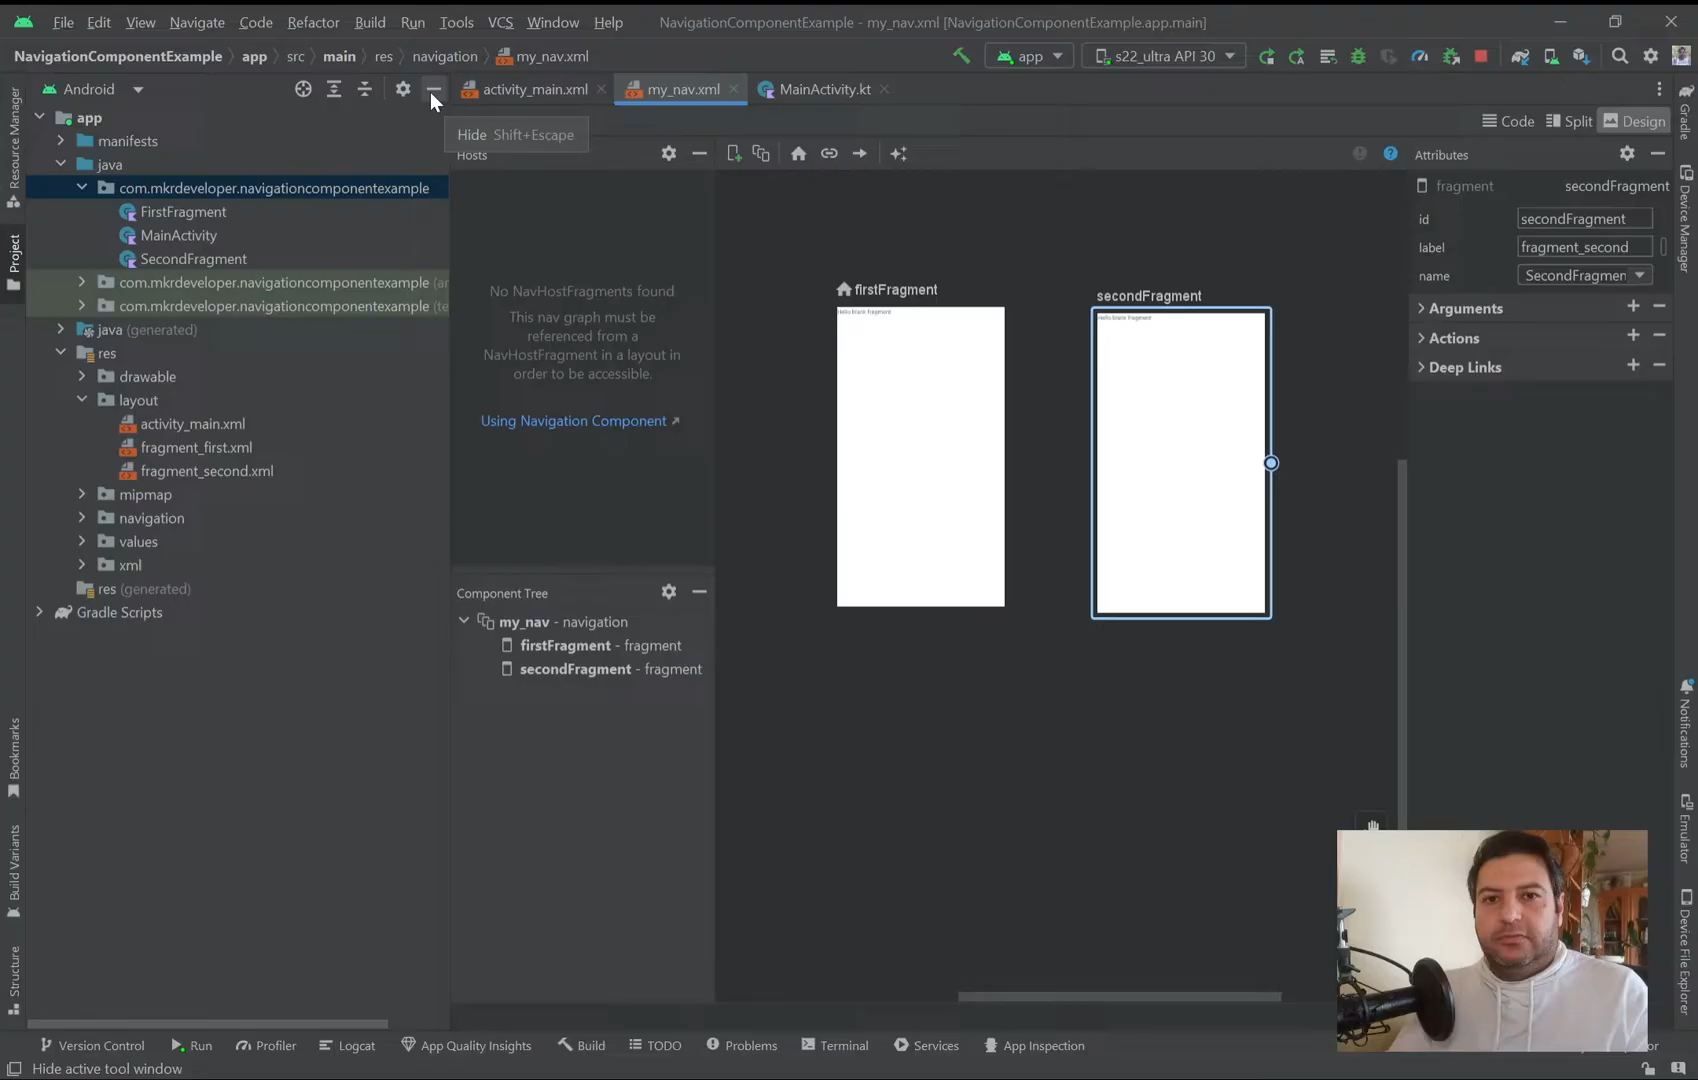 File Edit View Navigate Code Refactor Build Run Tools VCS Window Help NavigationComponentExample - my_nav.xml [NavigationComponentExample.app.main]
NavigationComponentExample app src main res navigation my_nav.xml app s22_ultra API 30
Android activity_main.xml my_nav.xml MainActivity.kt
Hide Shift+Escape
Code Split Design
app
manifests
java
com.mkrdeveloper.navigationcomponentexample
FirstFragment
MainActivity
SecondFragment
com.mkrdeveloper.navigationcomponentexample (ar
com.mkrdeveloper.navigationcomponentexample (te
java (generated)
res
drawable
layout
activity_main.xml
fragment_first.xml
fragment_second.xml
mipmap
navigation
values
xml
res (generated)
Gradle Scripts
Hosts
No NavHostFragments found
This nav graph must be
referenced from a
NavHostFragment in a layout in
order to be accessible.
Using Navigation Component
Component Tree
my_nav - navigation
firstFragment - fragment
secondFragment - fragment
firstFragment
Hello blank fragment
secondFragment
Hello blank fragment
Attributes
fragment secondFragment
id secondFragment
label fragment_second
name SecondFragmen
Arguments
Actions
Deep Links
Resource Manager
Project
Bookmarks
Build Variants
Structure
Gradle
Device Manager
Notifications
Emulator
Device File Explorer
Version Control Run Profiler Logcat App Quality Insights Build TODO Problems Terminal Services App Inspection
Hide active tool window